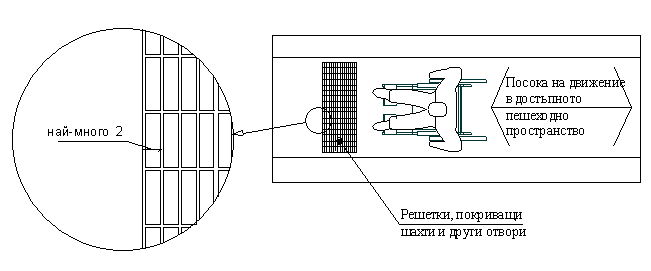 най-много 2
Посока на движение
в достъпното
пешеходно
пространство
Решетки, покриващи
шахти и други отвори